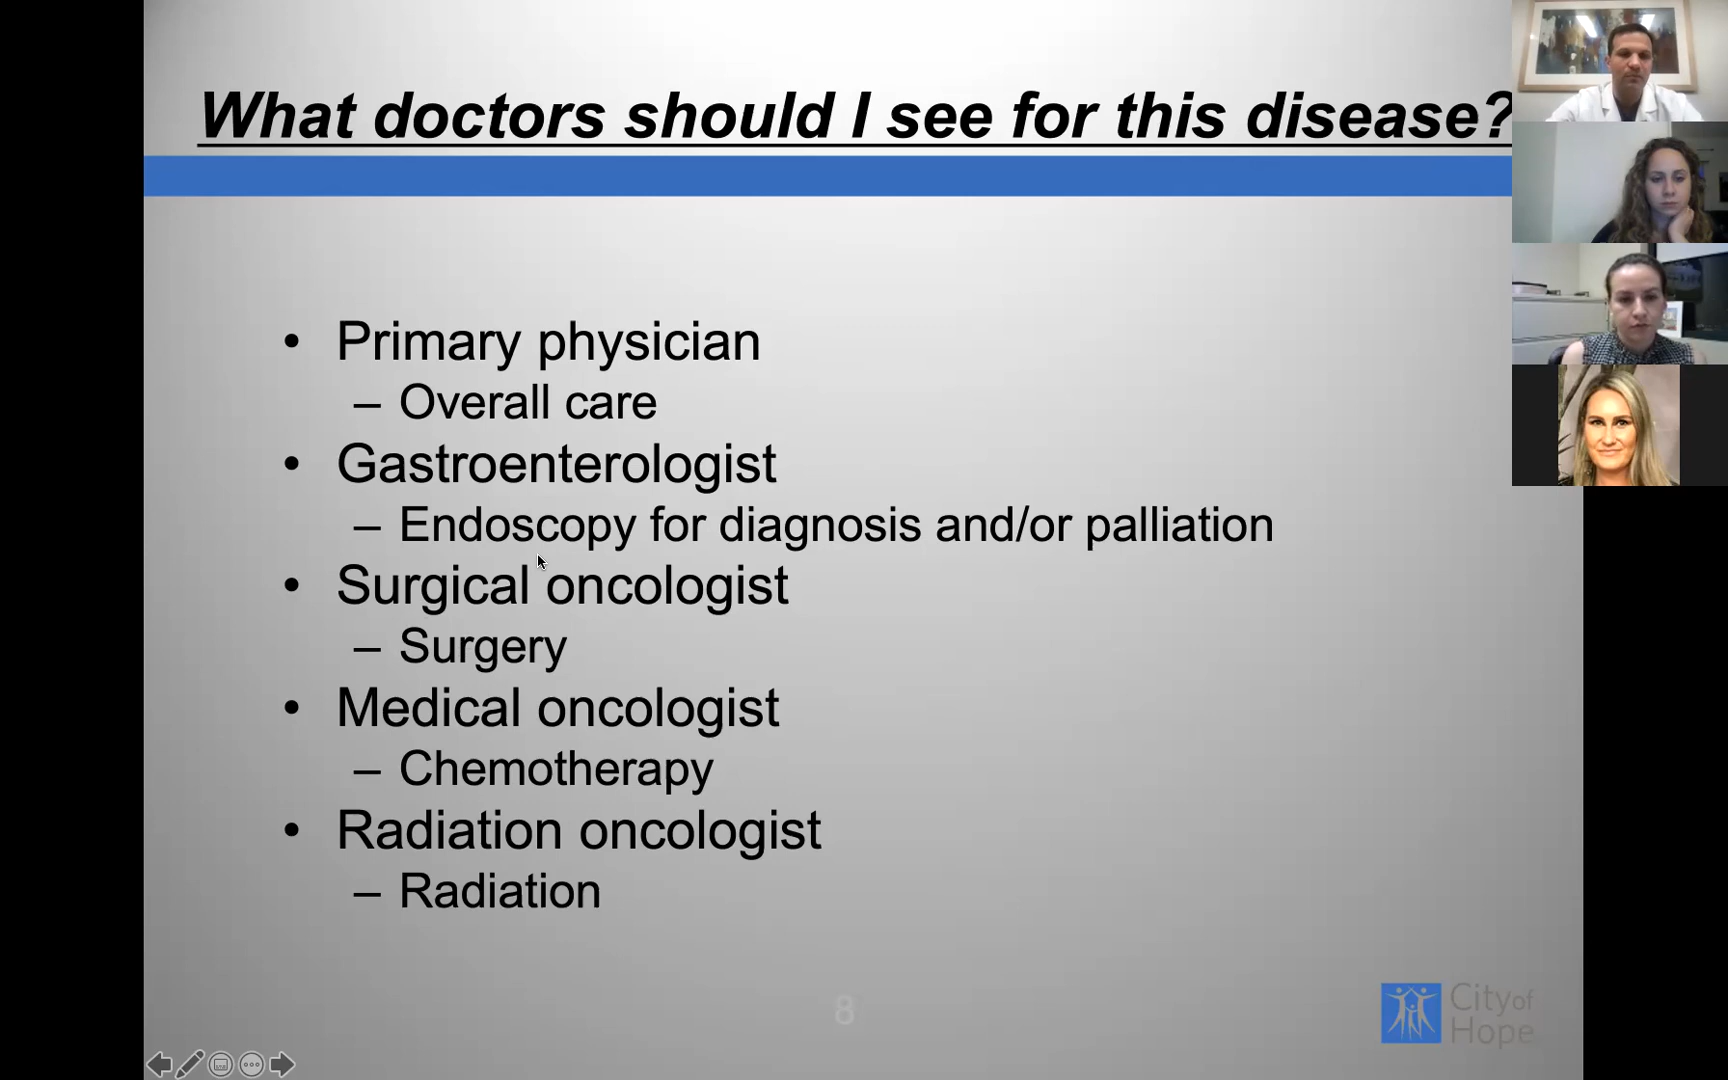 What doctors should I see for this disease?
• Primary physician
– Overall care
• Gastroenterologist
– Endoscopy for diagnosis and/or palliation
• Surgical oncologist
– Surgery
• Medical oncologist
– Chemotherapy
• Radiation oncologist
– Radiation
8
City of
Hope